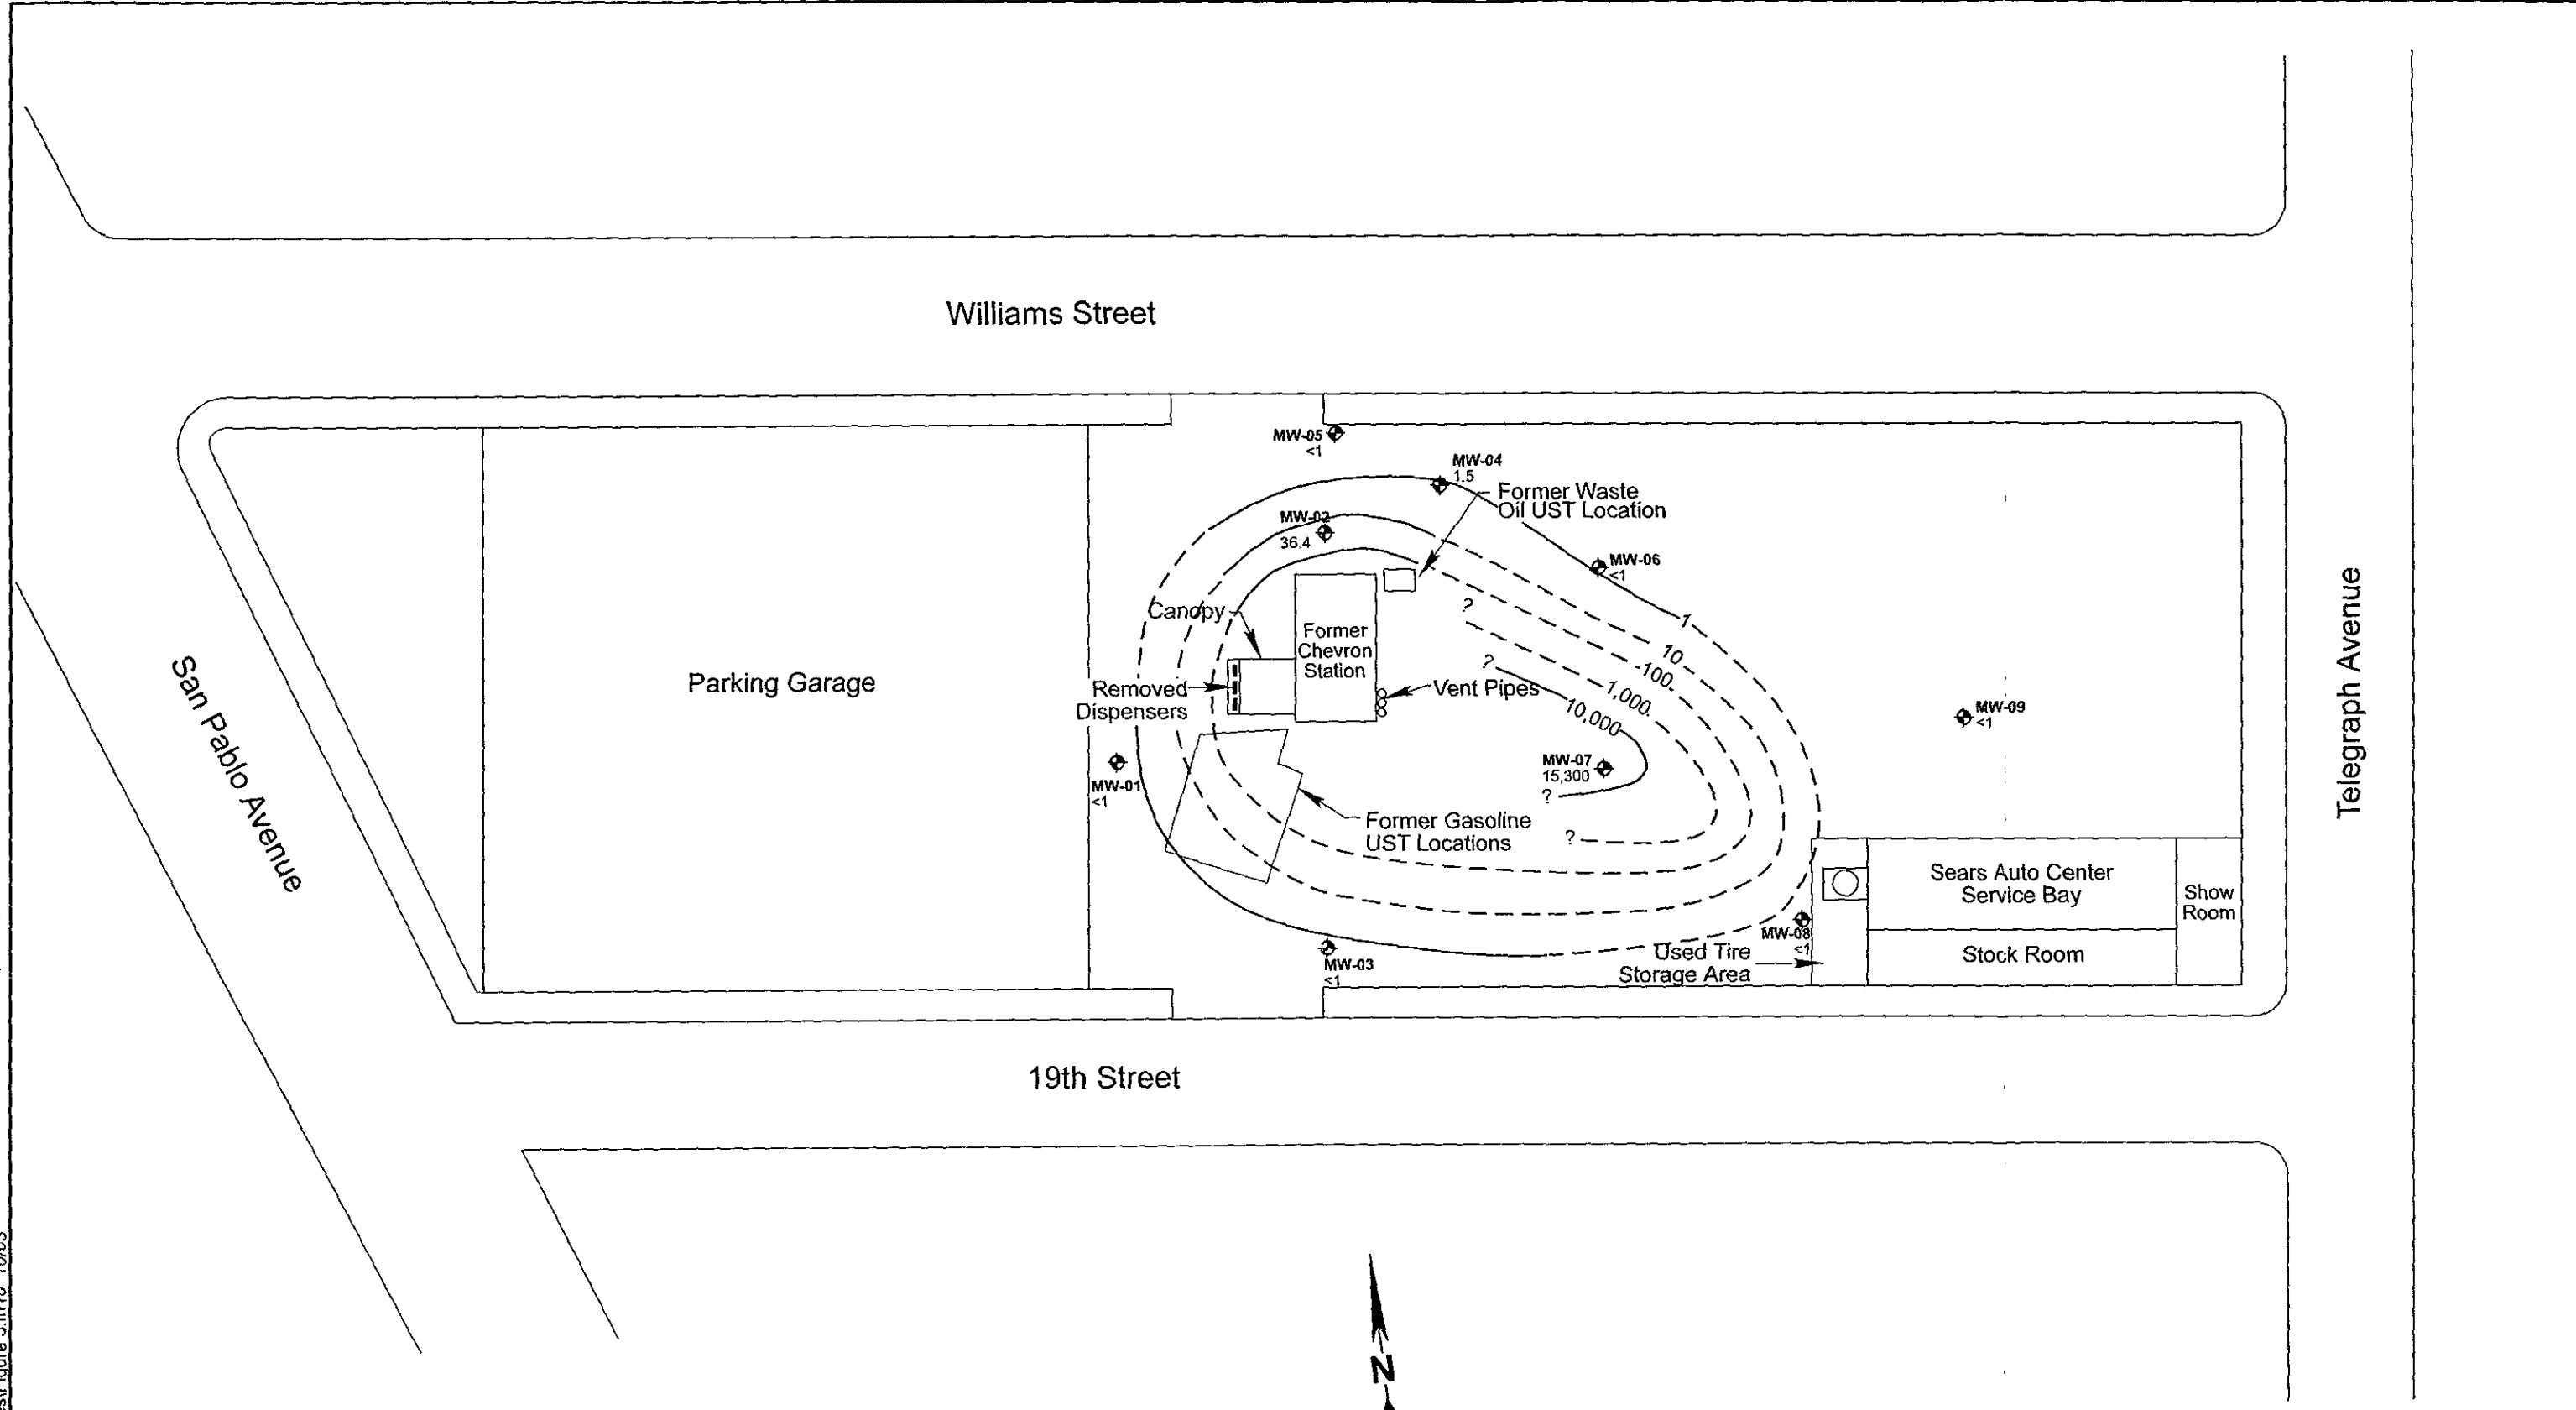 Williams Street
MW-05
<1
MW-04
1.5
Former Waste
Oil UST Location
MW-02
36.4
MW-06
<1
Canopy
?
1
Former
Chevron
Station
10
100
?
1,000
Parking Garage
Removed
Dispensers
Vent Pipes
10,000
MW-09
<1
San Pablo Avenue
Telegraph Avenue
MW-01
<1
MW-07
15,300
?
Former Gasoline
UST Locations
?
Sears Auto Center
Service Bay
Show
Room
MW-08
<1
Used Tire
Storage Area
Stock Room
MW-03
<1
19th Street
N